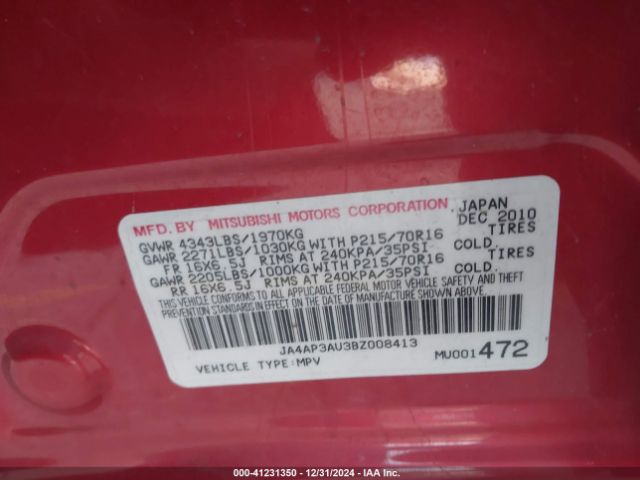 MFD. BY MITSUBISHI MOTORS CORPORATION JAPAN
GVWR 4343LBS/1970KG DEC 2010
GAWR 2271LBS/1030KG WITH P215/70R16 TIRES
FR 16X6.5J RIMS AT 240KPA/35PSI COLD.
GAWR 2205LBS/1000KG WITH P215/70R16 TIRES
RR 16X6.5J RIMS AT 240KPA/35PSI COLD.
THIS VEHICLE CONFORMS TO ALL APPLICABLE FEDERAL MOTOR VEHICLE SAFETY AND THEFT
PREVENTION STANDARDS IN EFFECT ON THE DATE OF MANUFACTURE SHOWN ABOVE.
JA4AP3AU3BZ008413
VEHICLE TYPE:MPV MU001472
000-41231350 - 12/31/2024 - IAA Inc.